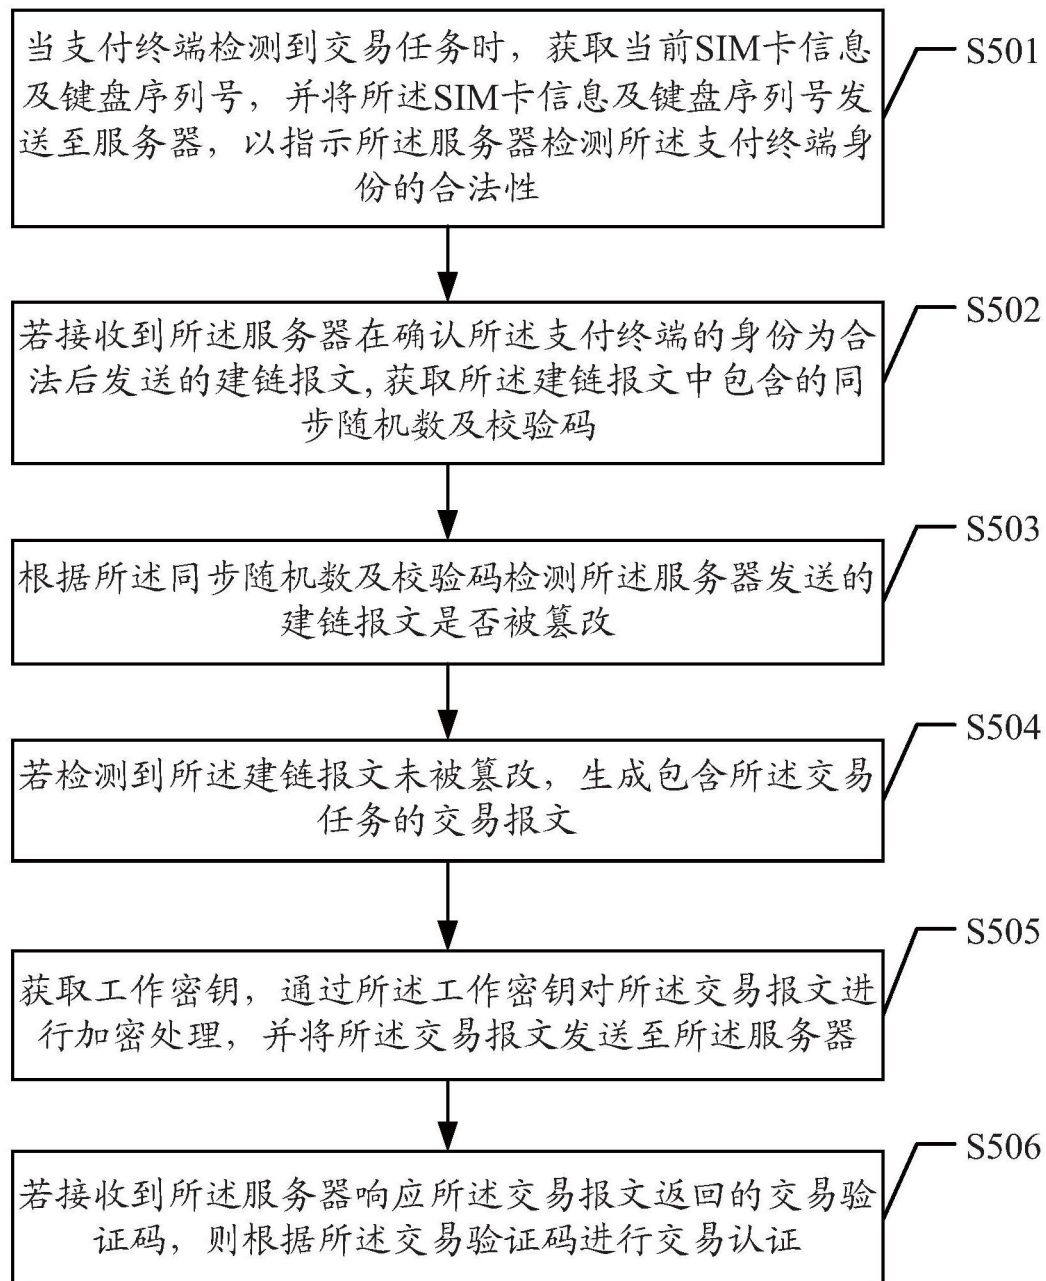 当支付终端检测到交易任务时，获取当前SIM卡信息
及键盘序列号，并将所述SIM卡信息及键盘序列号发
送至服务器，以指示所述服务器检测所述支付终端身
份的合法性
S501
若接收到所述服务器在确认所述支付终端的身份为合
法后发送的建链报文,获取所述建链报文中包含的同
步随机数及校验码
S502
根据所述同步随机数及校验码检测所述服务器发送的
建链报文是否被篡改
S503
若检测到所述建链报文未被篡改，生成包含所述交易
任务的交易报文
S504
获取工作密钥，通过所述工作密钥对所述交易报文进
行加密处理，并将所述交易报文发送至所述服务器
S505
若接收到所述服务器响应所述交易报文返回的交易验
证码，则根据所述交易验证码进行交易认证
S506